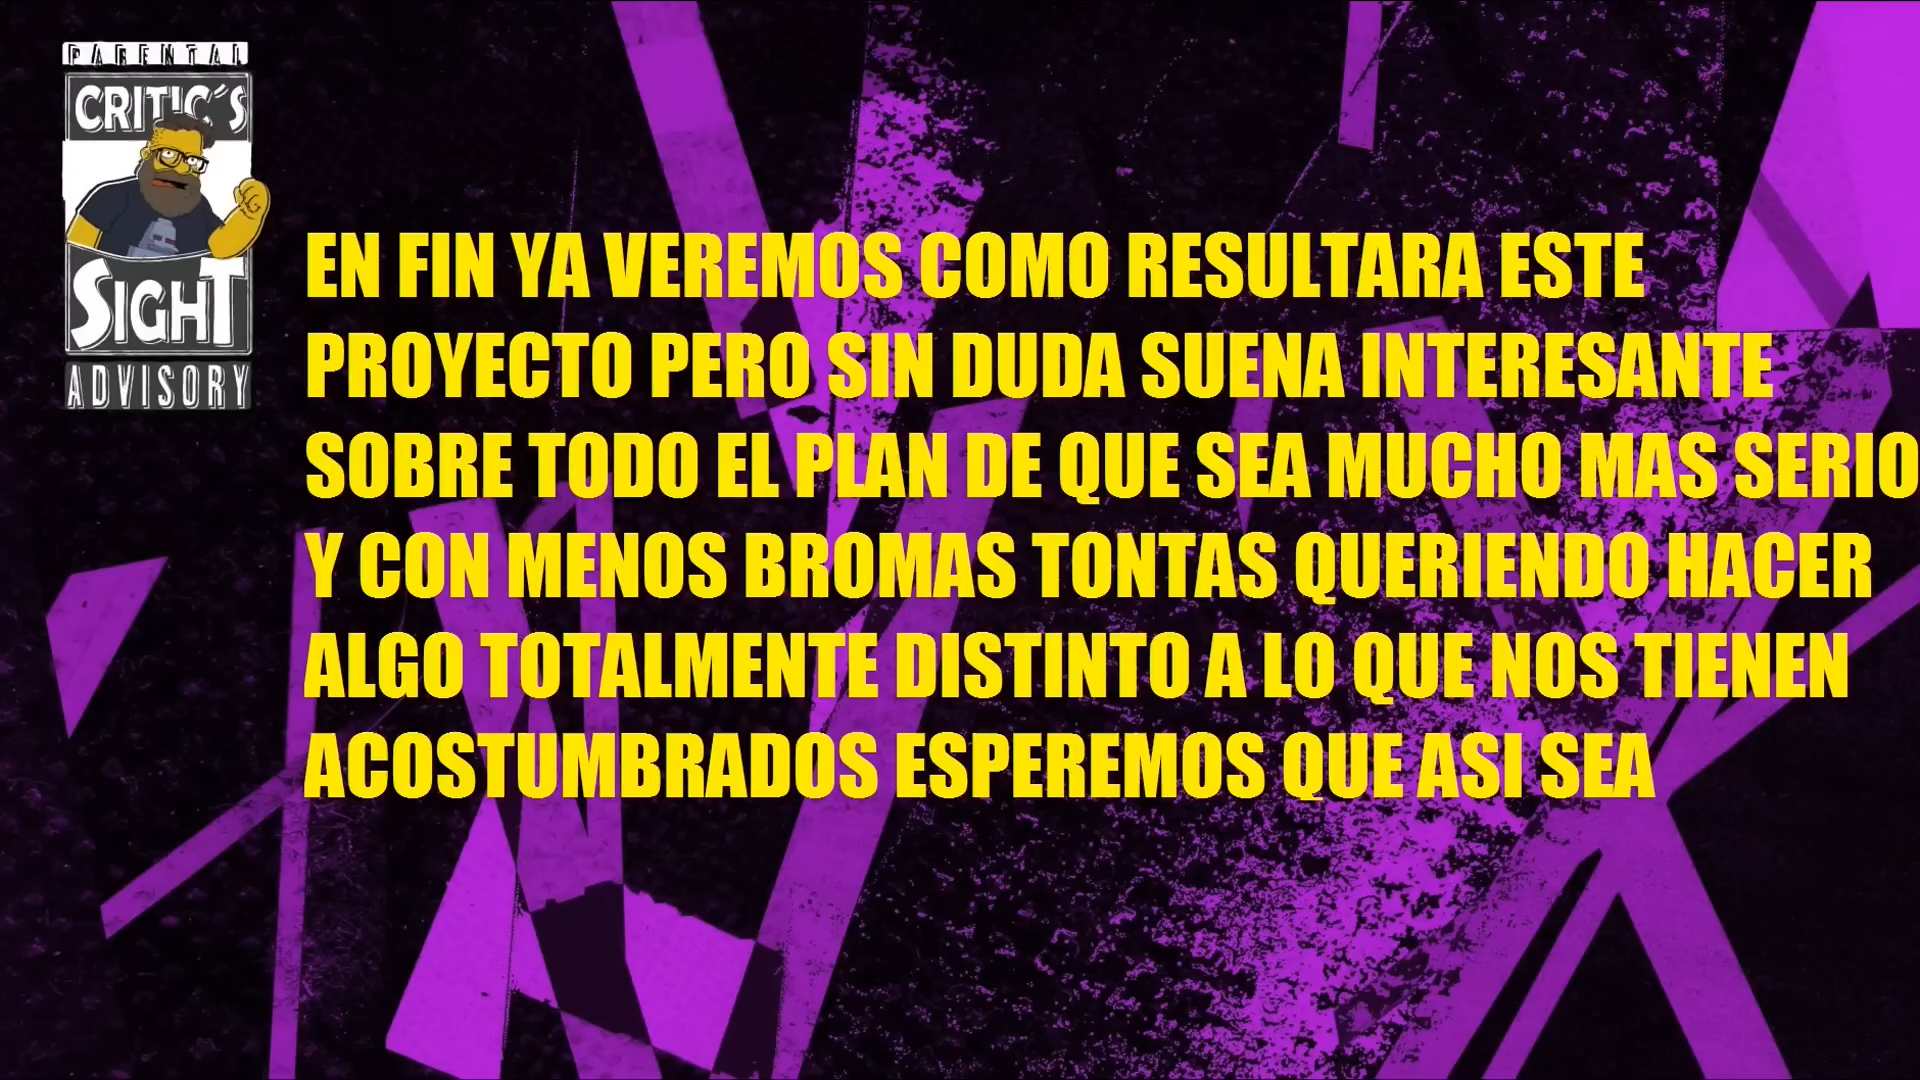 PARENTAL
CRITIC´S
SIGHT
ADVISORY
EN FIN YA VEREMOS COMO RESULTARA ESTE
PROYECTO PERO SIN DUDA SUENA INTERESANTE
SOBRE TODO EL PLAN DE QUE SEA MUCHO MAS SERIO
Y CON MENOS BROMAS TONTAS QUERIENDO HACER
ALGO TOTALMENTE DISTINTO A LO QUE NOS TIENEN
ACOSTUMBRADOS ESPEREMOS QUE ASI SEA